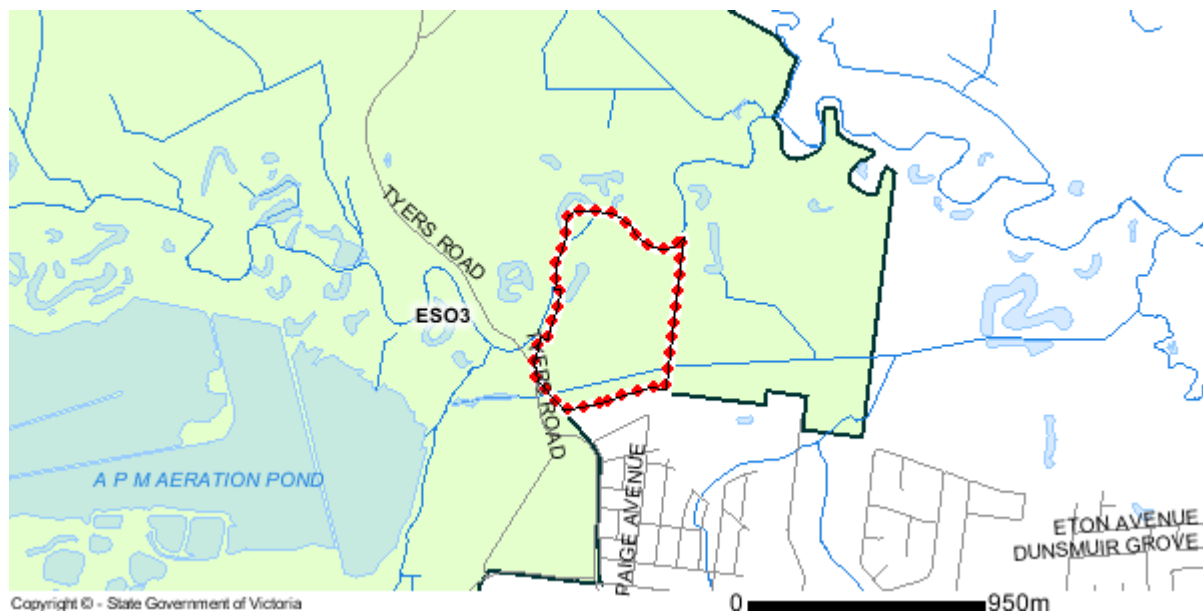 TYERS ROAD
ESO3
TYERS ROAD
A P M AERATION POND
PAIGE AVENUE
ETON AVENUE
DUNSMUIR GROVE
Copyright © - State Government of Victoria
0 950m